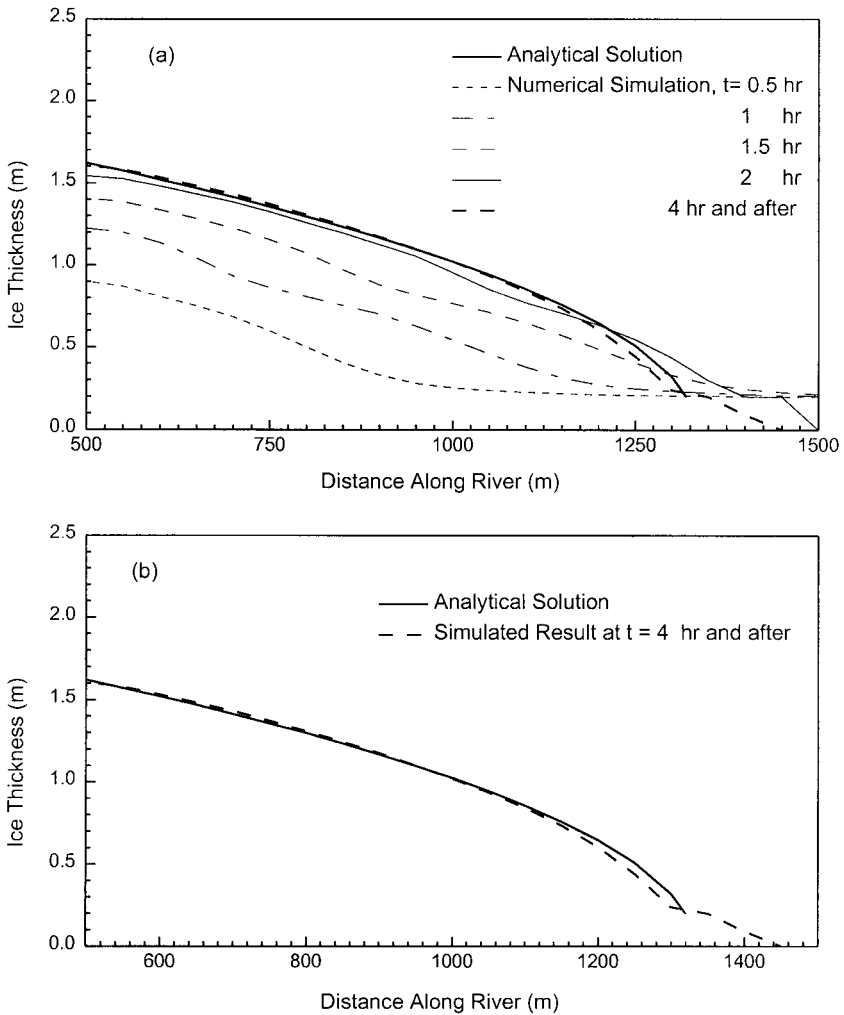 2.5
(a)
Analytical Solution
Numerical Simulation, t= 0.5 hr
1 hr
1.5 hr
2 hr
4 hr and after
2.0
1.5
1.0
0.5
0.0
Ice Thickness (m)
500 750 1000 1250 1500
Distance Along River (m)
2.5
(b)
Analytical Solution
Simulated Result at t = 4 hr and after
2.0
1.5
1.0
0.5
0.0
Ice Thickness (m)
600 800 1000 1200 1400
Distance Along River (m)